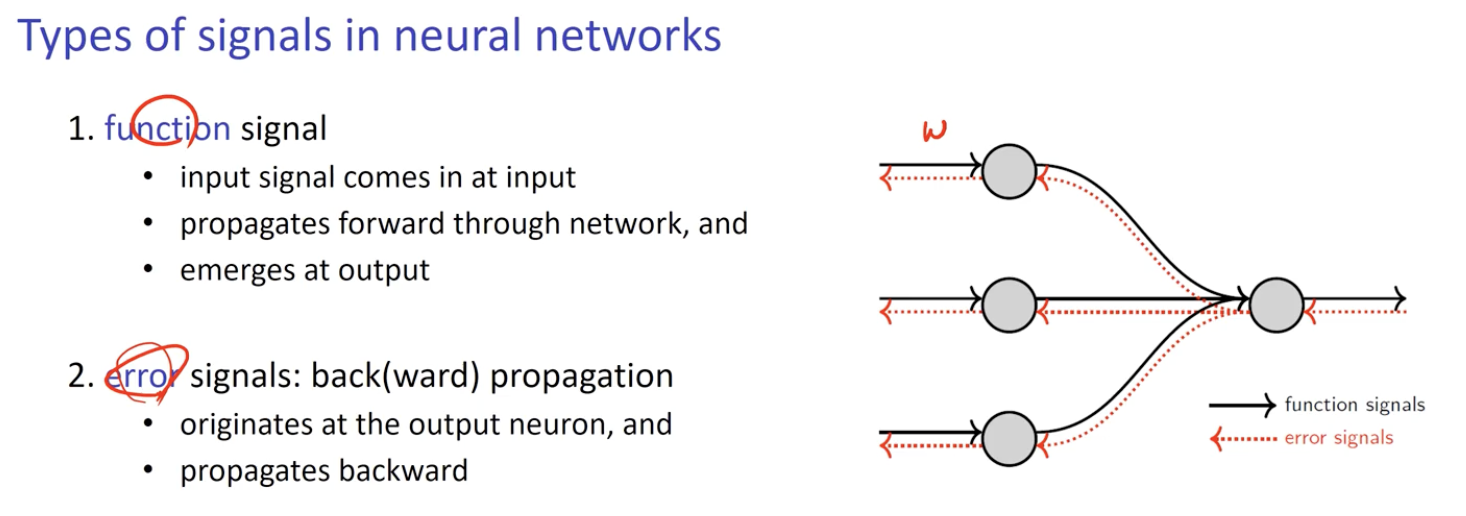 Types of signals in neural networks
1. function signal
• input signal comes in at input
• propagates forward through network, and
• emerges at output
2. error signals: back(ward) propagation
• originates at the output neuron, and
• propagates backward
w
function signals
error signals